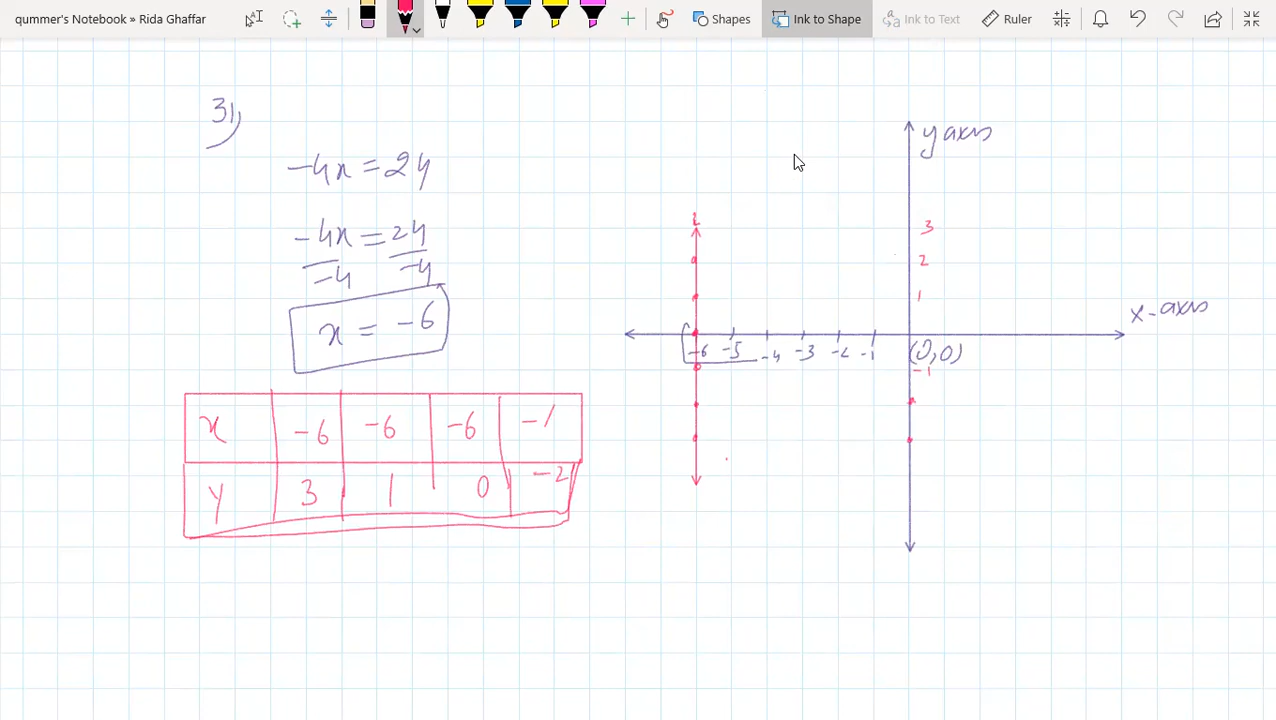 qummer's Notebook » Rida Ghaffar
Shapes
Ink to Shape
Ink to Text
Ruler
31)
-4x = 24
-4x = 24
-4 -4
x = -6
x -6 -6 -6 -1
y 3 1 0 -2
y axis
3
2
1
x-axis
-6 -5 -4 -3 -2 -1 (0,0)
-1